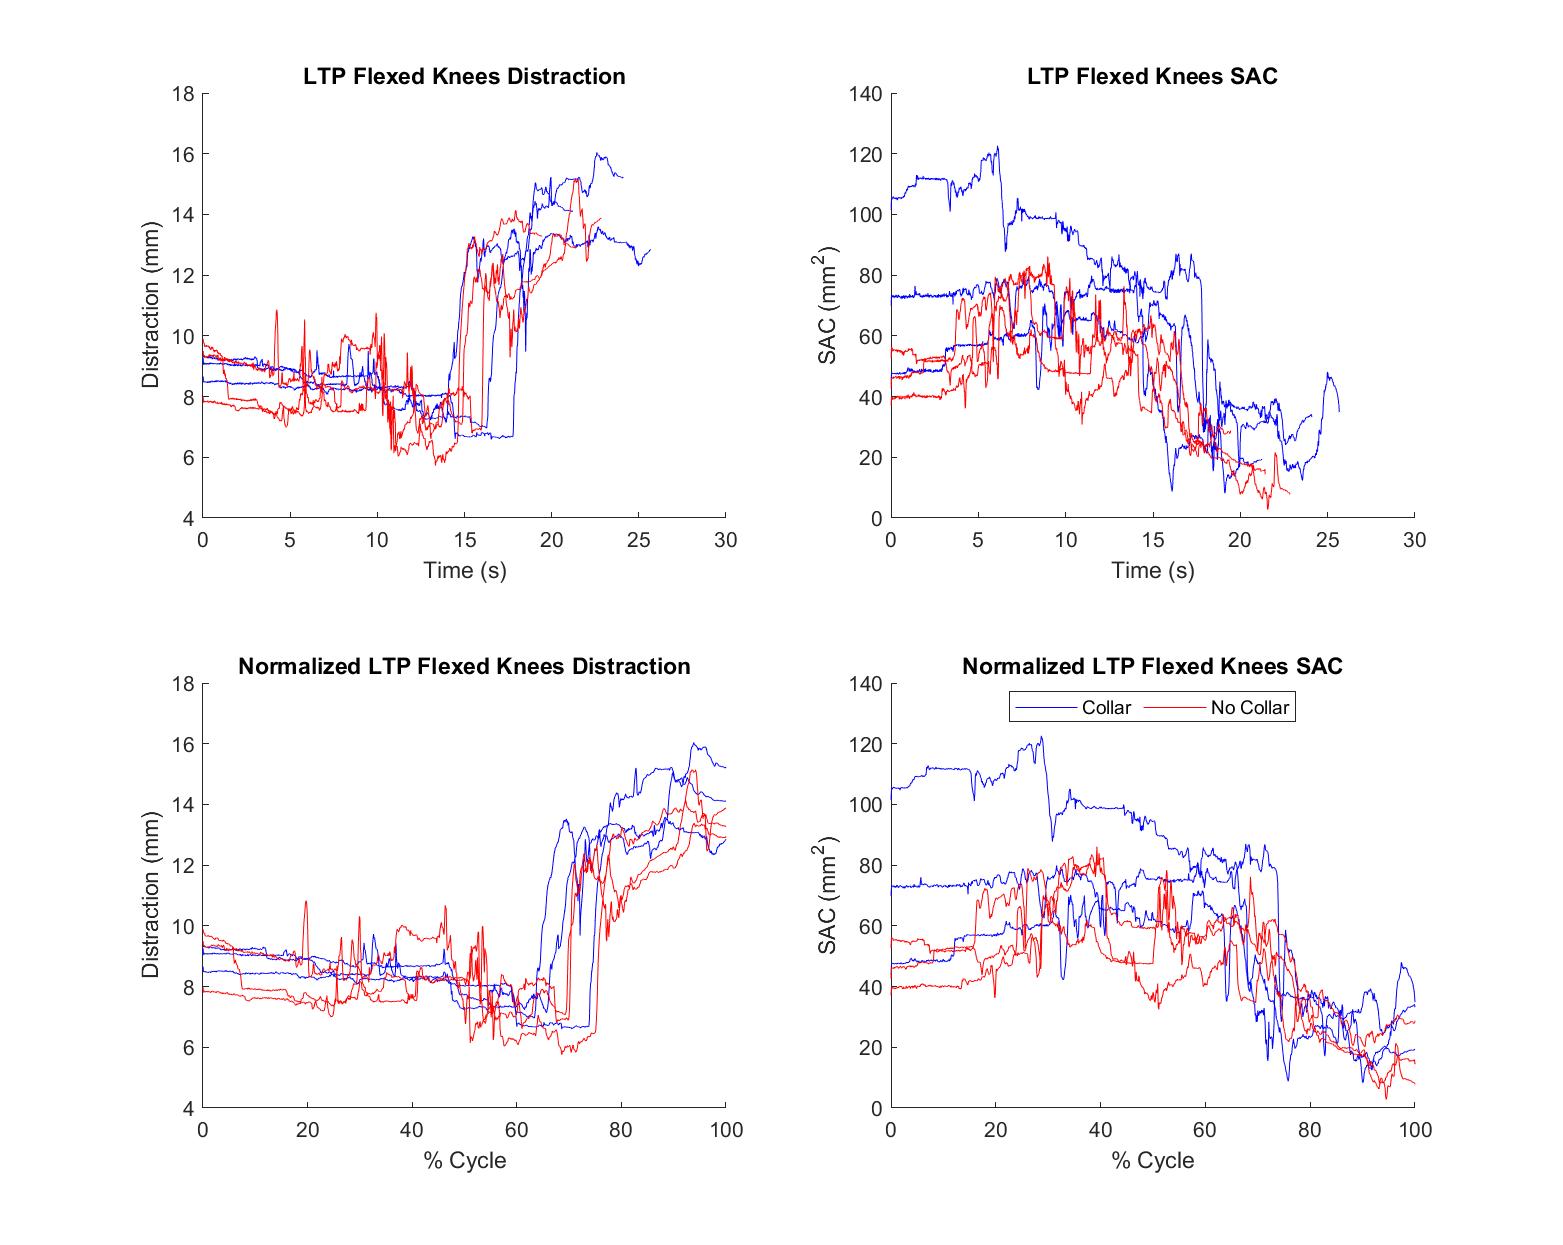 LTP Flexed Knees Distraction
18
16
14
12
10
8
6
4
Distraction (mm)
0 5 10 15 20 25 30
Time (s)
LTP Flexed Knees SAC
140
120
100
80
60
40
20
0
SAC (mm²)
0 5 10 15 20 25 30
Time (s)
Normalized LTP Flexed Knees Distraction
18
16
14
12
10
8
6
4
Distraction (mm)
0 20 40 60 80 100
% Cycle
Normalized LTP Flexed Knees SAC
Collar No Collar
140
120
100
80
60
40
20
0
SAC (mm²)
0 20 40 60 80 100
% Cycle